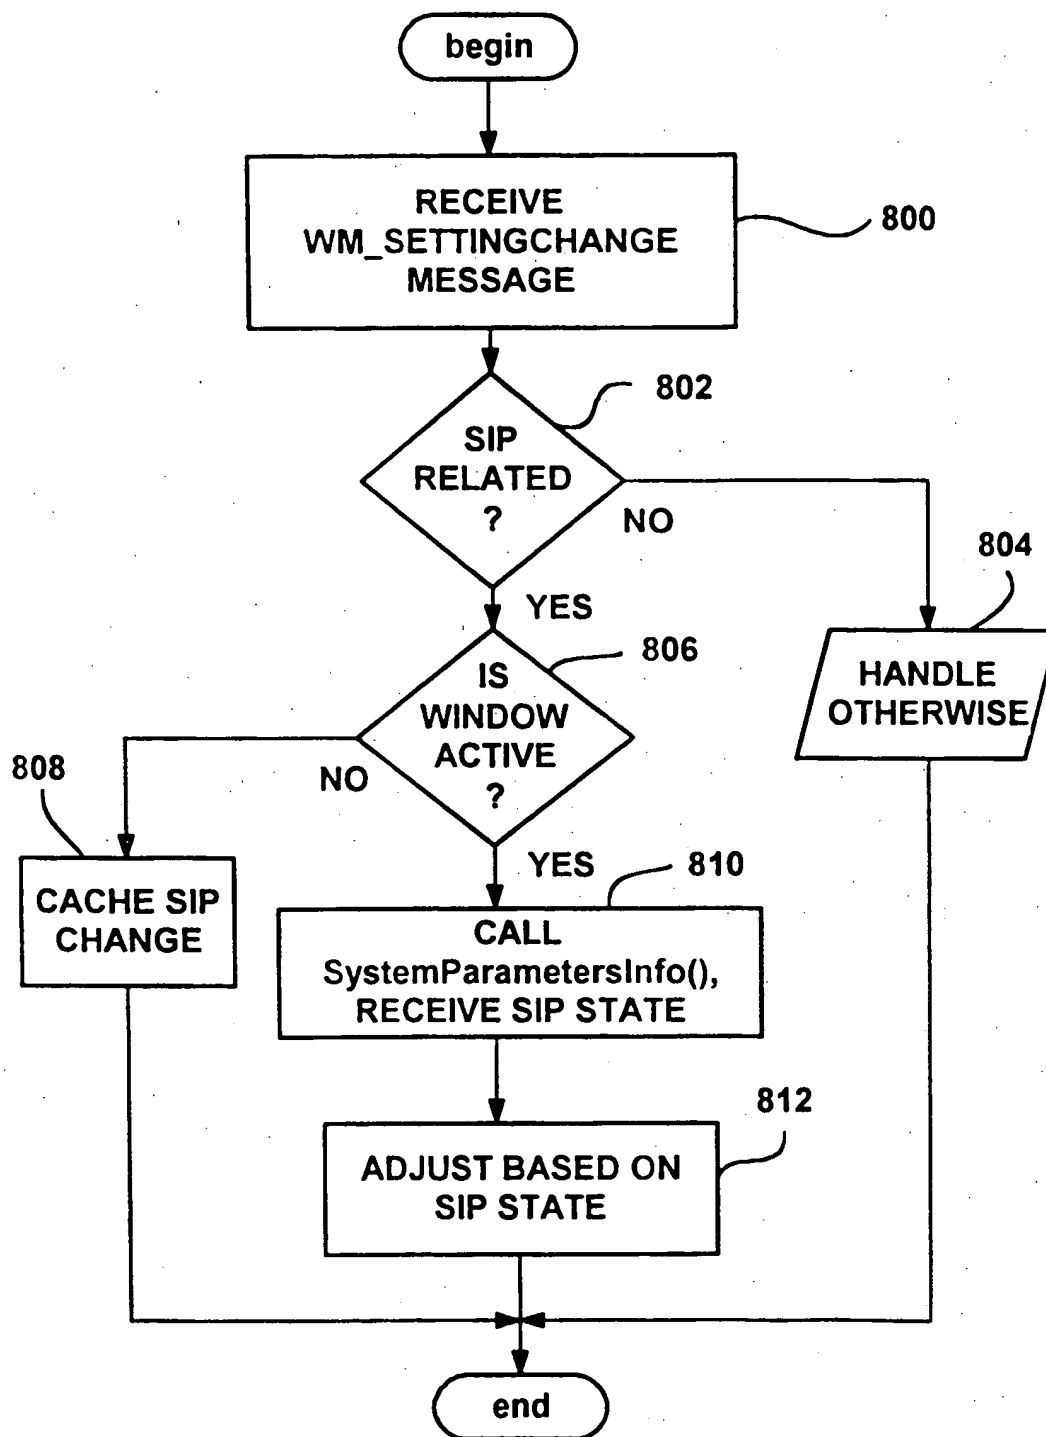 begin
RECEIVE
WM_SETTINGCHANGE
MESSAGE
800
802
SIP
RELATED
?
NO
804
YES
HANDLE
OTHERWISE
806
IS
WINDOW
ACTIVE
?
NO
808
YES
810
CACHE SIP
CHANGE
CALL
SystemParametersInfo(),
RECEIVE SIP STATE
812
ADJUST BASED ON
SIP STATE
end